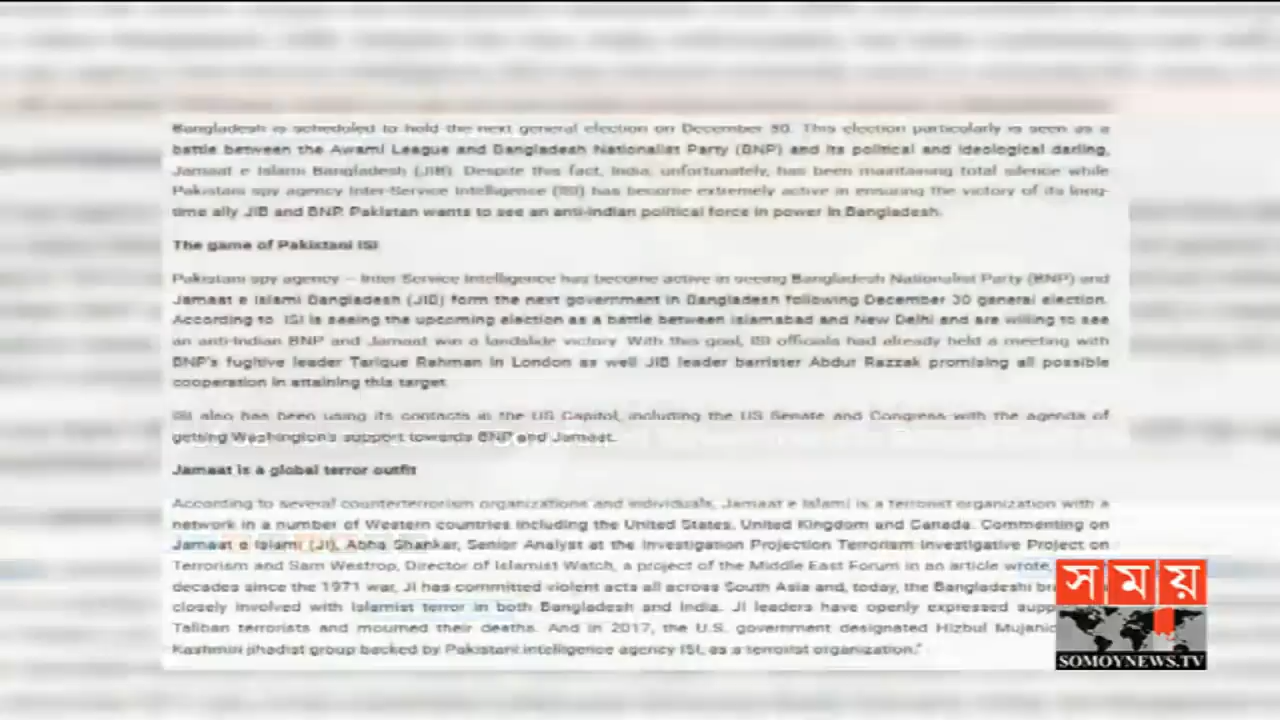 Bangladesh is scheduled to hold the next general election on December 30. This election particularly is seen as a
battle between the Awami League and Bangladesh Nationalist Party (BNP) and its political and ideological darling,
Jamaat e Islami Bangladesh (JIB). Despite this fact, India, unfortunately, has been maintaining total silence while
Pakistani spy agency Inter-Service Intelligence (ISI) has become extremely active in ensuring the victory of its long-
time ally JIB and BNP. Pakistan wants to see an anti-Indian political force in power in Bangladesh.
The game of Pakistani ISI
Pakistani spy agency – Inter Service Intelligence has become active in seeing Bangladesh Nationalist Party (BNP) and
Jamaat e Islami Bangladesh (JIB) form the next government in Bangladesh following December 30 general election.
According to ISI is seeing the upcoming election as a battle between Islamabad and New Delhi and are willing to see
an anti-Indian BNP and Jamaat win a landslide victory. With this goal, ISI officials had already held a meeting with
BNP's fugitive leader Tarique Rahman in London as well JIB leader barrister Abdur Razzak promising all possible
cooperation in attaining this target.
ISI also has been using its contacts in the US Capitol, including the US Senate and Congress with the agenda of
getting Washington's support towards BNP and Jamaat.
Jamaat is a global terror outfit
According to several counterterrorism organizations and individuals, Jamaat e Islami is a terrorist organization with a
network in a number of Western countries including the United States, United Kingdom and Canada. Commenting on
Jamaat e Islami (JI), Abha Shankar, Senior Analyst at the Investigation Projection Terrorism Investigative Project on
Terrorism and Sam Westrop, Director of Islamist Watch, a project of the Middle East Forum in an article wrote,
decades since the 1971 war, JI has committed violent acts all across South Asia and, today, the Bangladeshi
closely involved with Islamist terror in both Bangladesh and India. JI leaders have openly expressed
Taliban terrorists and mourned their deaths. And in 2017, the U.S. government designated Hizbul
Kashmiri jihadist group backed by Pakistani intelligence agency ISI, as a terrorist organization."
সময়
SOMOYNEWS.TV